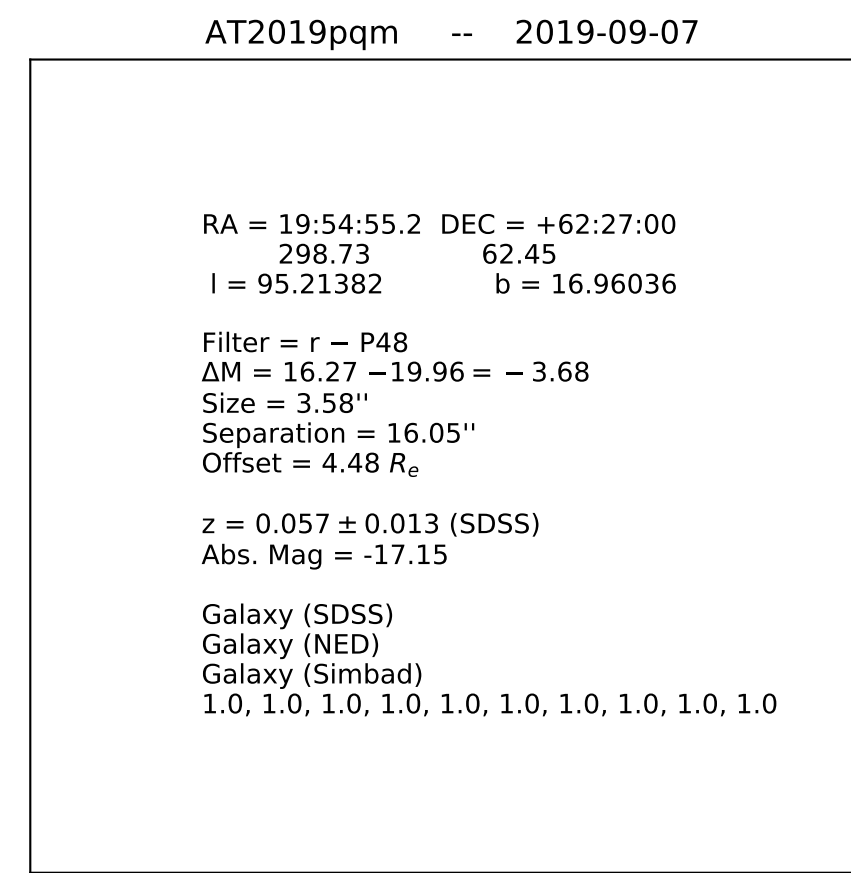 AT2019pqm -- 2019-09-07
RA = 19:54:55.2 DEC = +62:27:00
298.73 62.45
l = 95.21382 b = 16.96036
Filter = r − P48
ΔM = 16.27 −19.96 = − 3.68
Size = 3.58''
Separation = 16.05''
Offset = 4.48 Re
z = 0.057 ± 0.013 (SDSS)
Abs. Mag = -17.15
Galaxy (SDSS)
Galaxy (NED)
Galaxy (Simbad)
1.0, 1.0, 1.0, 1.0, 1.0, 1.0, 1.0, 1.0, 1.0, 1.0